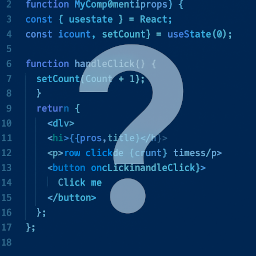 2 function MyComp0mentiprops) {
3 const { usestate ] = React;
4 const icount, setCount} = useState(0);
5
6 function handleClick() {
7 setCount(Count + 1);
8 }
9 return {
10 <dlv>
11 <hi>{{pros,title}</h}>
12 <p>row clickde {crunt} timess/p>
13 <button oncLickinandleClick}>
14 Click me
15 </button>
16 };
17 };
18
?